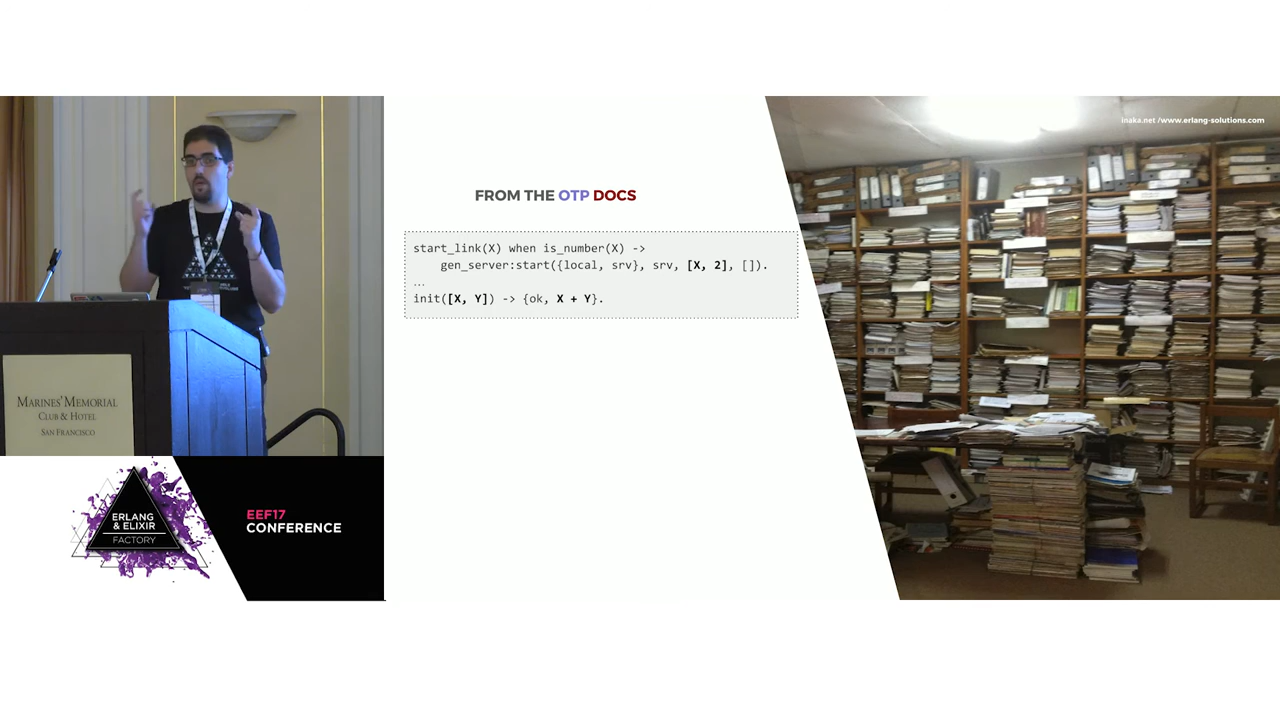 inaka.net /www.erlang-solutions.com
FROM THE OTP DOCS
start_link(X) when is_number(X) ->
    gen_server:start({local, srv}, srv, [X, 2], []).
…
init([X, Y]) -> {ok, X + Y}.
MARINES' MEMORIAL
CLUB & HOTEL
SAN FRANCISCO
ERLANG
& ELIXIR
FACTORY
EEF17
CONFERENCE